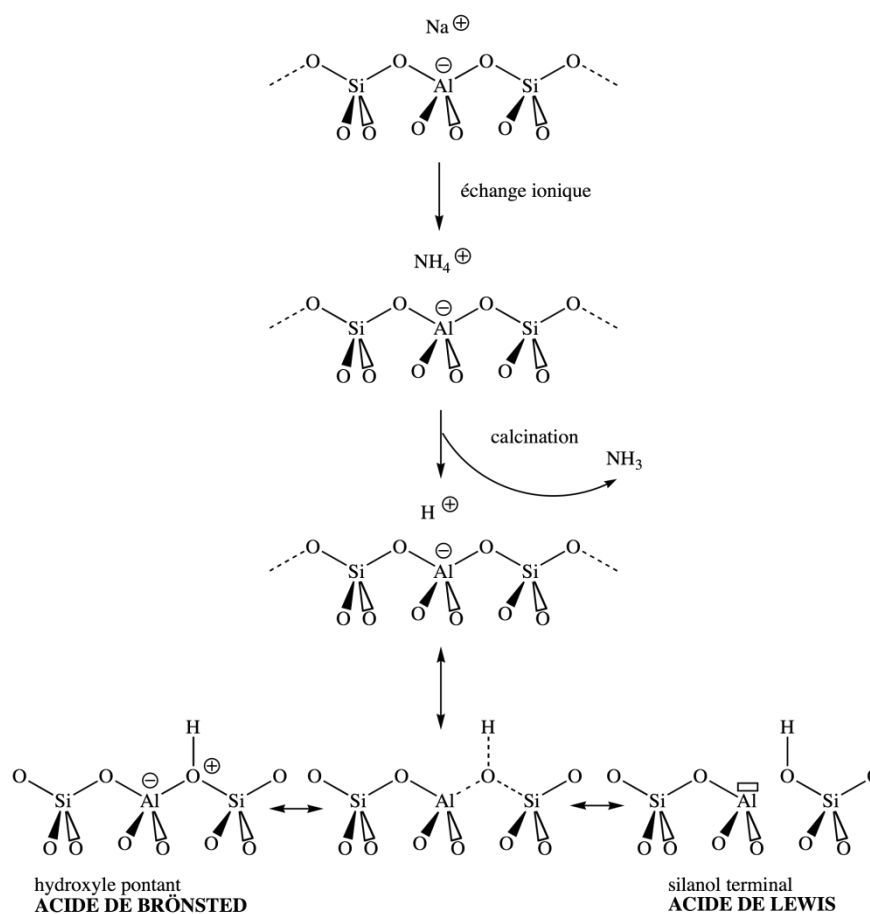 Na⊕
O O ⊖ O O
Si Al Si
O O O O O O
échange ionique
NH₄⊕
O O ⊖ O O
Si Al Si
O O O O O O
calcination
NH₃
H⊕
O O ⊖ O O
Si Al Si
O O O O O O
H H H
O O ⊖ O⊕ O O O O O O O O O
Si Al Si Si Al Si Si Al Si
O O O O O O O O O O O O O O O O O O
hydroxyle pontant silanol terminal
ACIDE DE BRÖNSTED ACIDE DE LEWIS